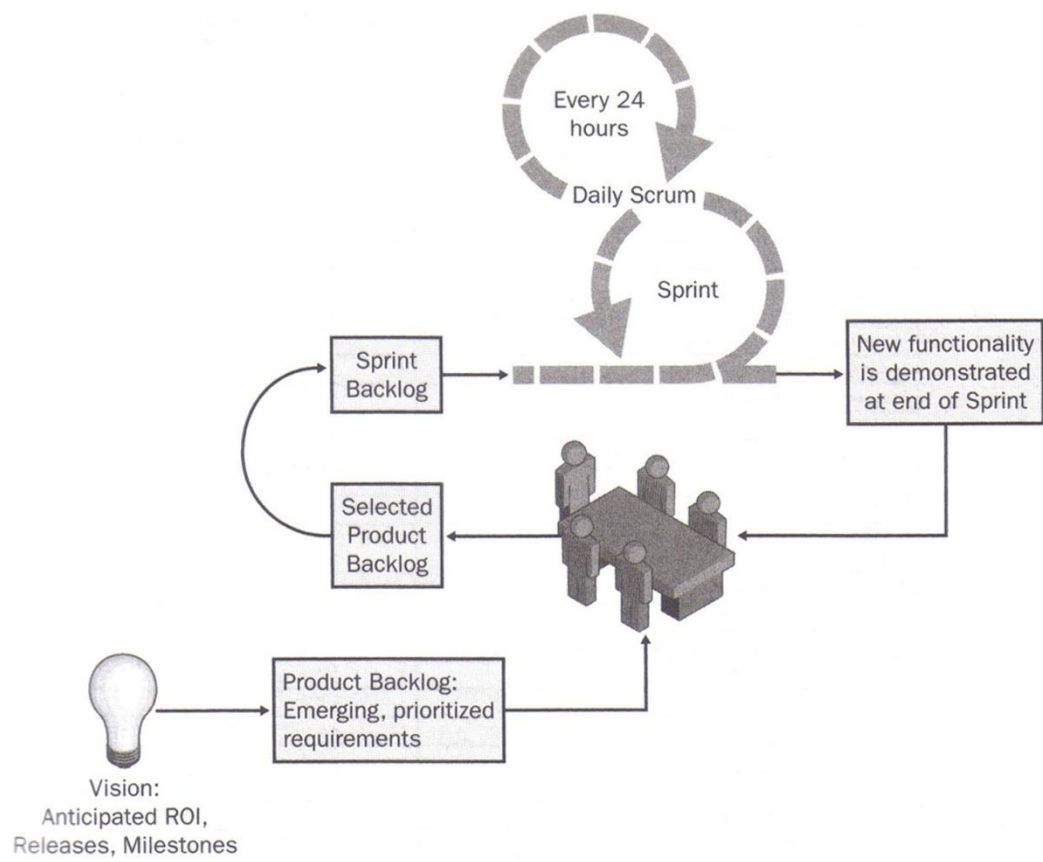 Every 24
hours
Daily Scrum
Sprint
Sprint
Backlog
New functionality
is demonstrated
at end of Sprint
Selected
Product
Backlog
Product Backlog:
Emerging, prioritized
requirements
Vision:
Anticipated ROI,
Releases, Milestones